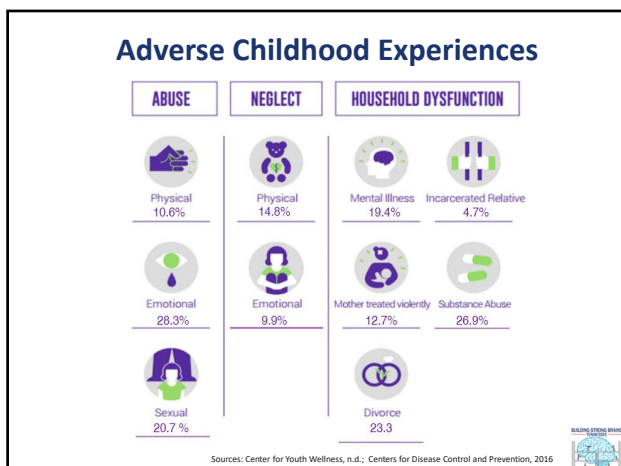 Adverse Childhood Experiences
ABUSE
NEGLECT
HOUSEHOLD DYSFUNCTION
Physical
10.6%
Physical
14.8%
Mental Illness
19.4%
Incarcerated Relative
4.7%
Emotional
28.3%
Emotional
9.9%
Mother treated violently
12.7%
Substance Abuse
26.9%
Sexual
20.7 %
Divorce
23.3
Sources: Center for Youth Wellness, n.d.; Centers for Disease Control and Prevention, 2016
BUILDING STRONG BRAINS
TENNESSEE